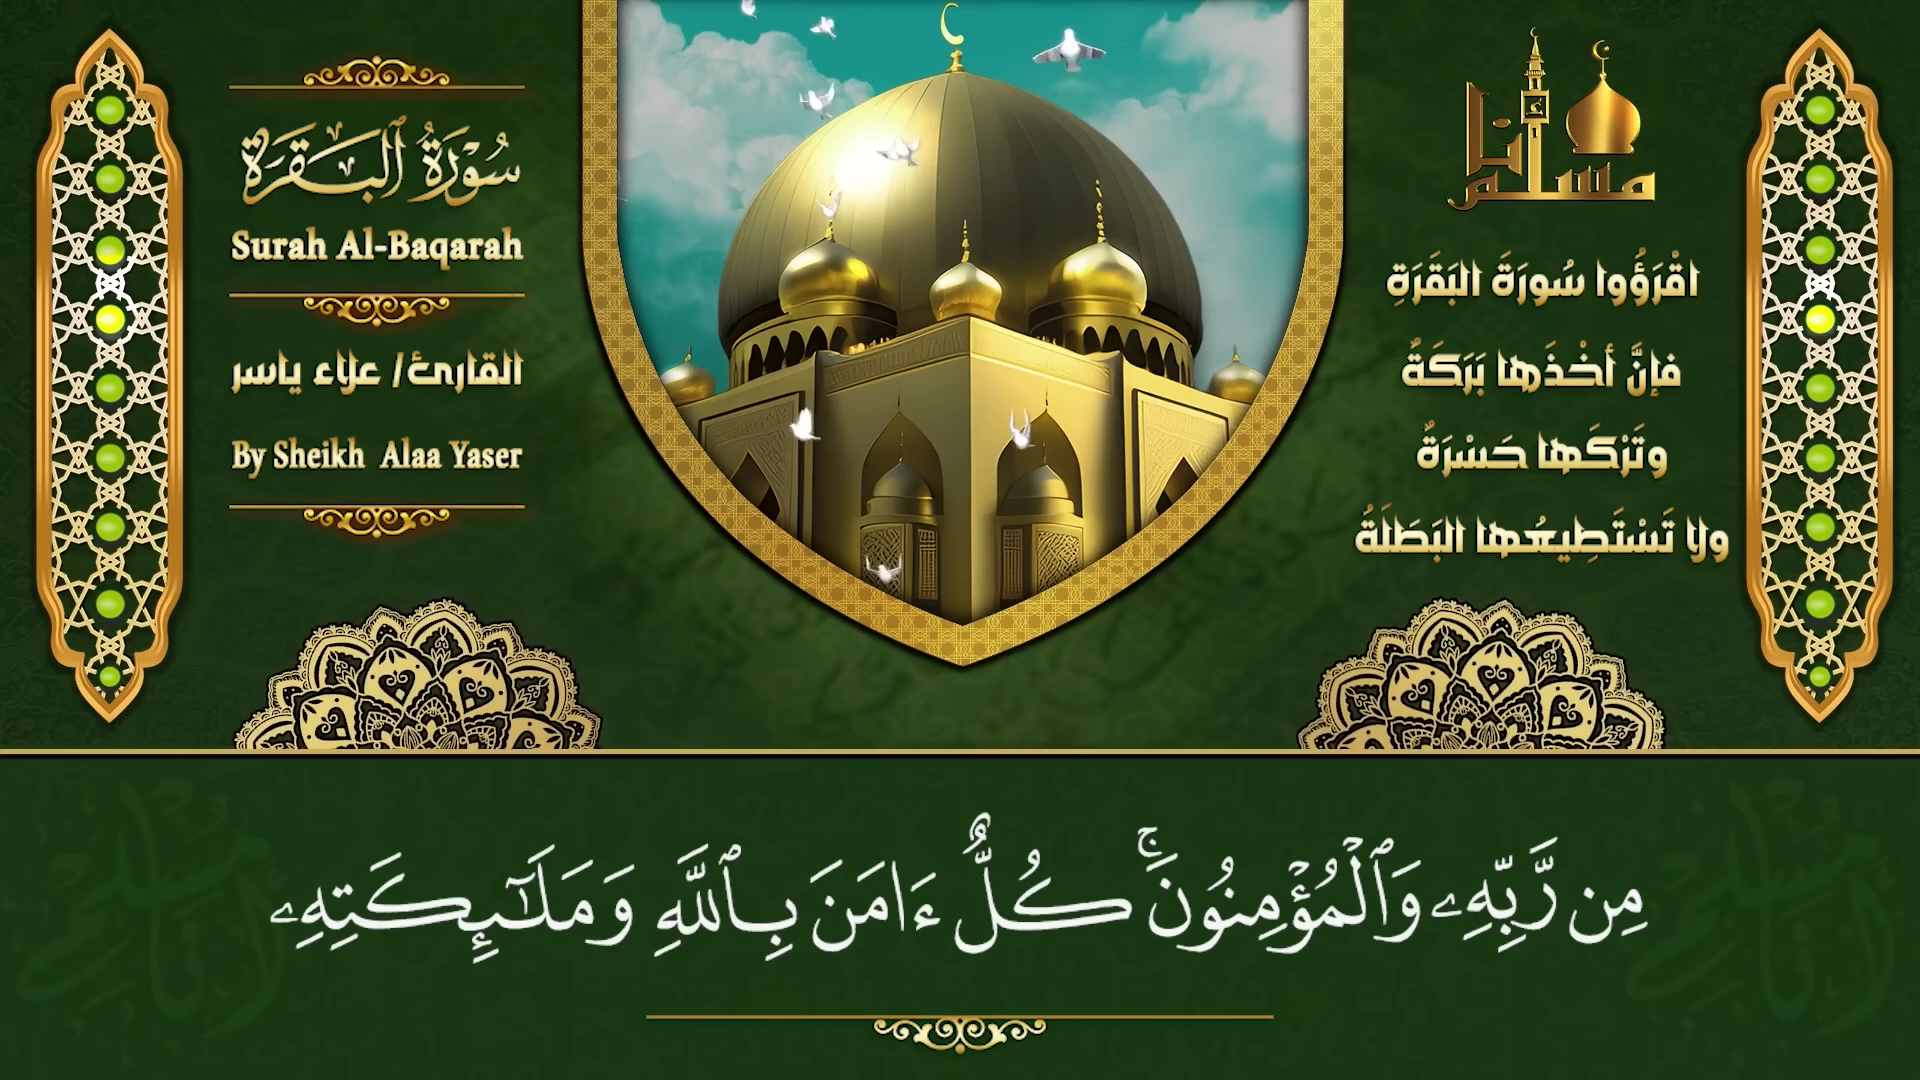 سُورَةُ ٱلْبَقَرَةِ
Surah Al-Baqarah
القارئ/ علاء ياسر
By Sheikh Alaa Yaser
أنا مسلم
اقْرَؤُوا سُورَةَ البَقَرَةِ
فإنَّ أخْذَها بَرَكَةٌ
وتَرْكَها حَسْرَةٌ
ولا تَسْتَطِيعُها البَطَلَةُ
مِن رَّبِّهِۦ وَٱلْمُؤْمِنُونَ ۚ كُلٌّ ءَامَنَ بِٱللَّهِ وَمَلَـٰٓئِكَتِهِۦ